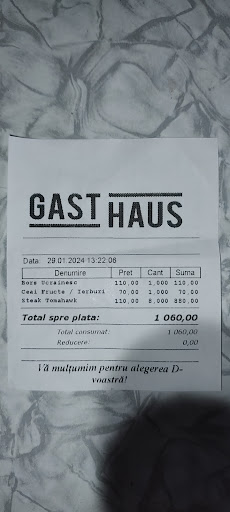 GAST HAUS
Data: 29.01.2024 13:22:08
Denumire Pret Cant Suma
Bors Ucrainesc 110,00 1,000 110,00
Ceai Fructe / Ierburi 70,00 1,000 70,00
Steak Tomahawk 110,00 8,000 880,00
Total spre plata: 1 060,00
Total consumat: 1 060,00
Reducere: 0,00
Vă mulțumim pentru alegerea D-
voastră!